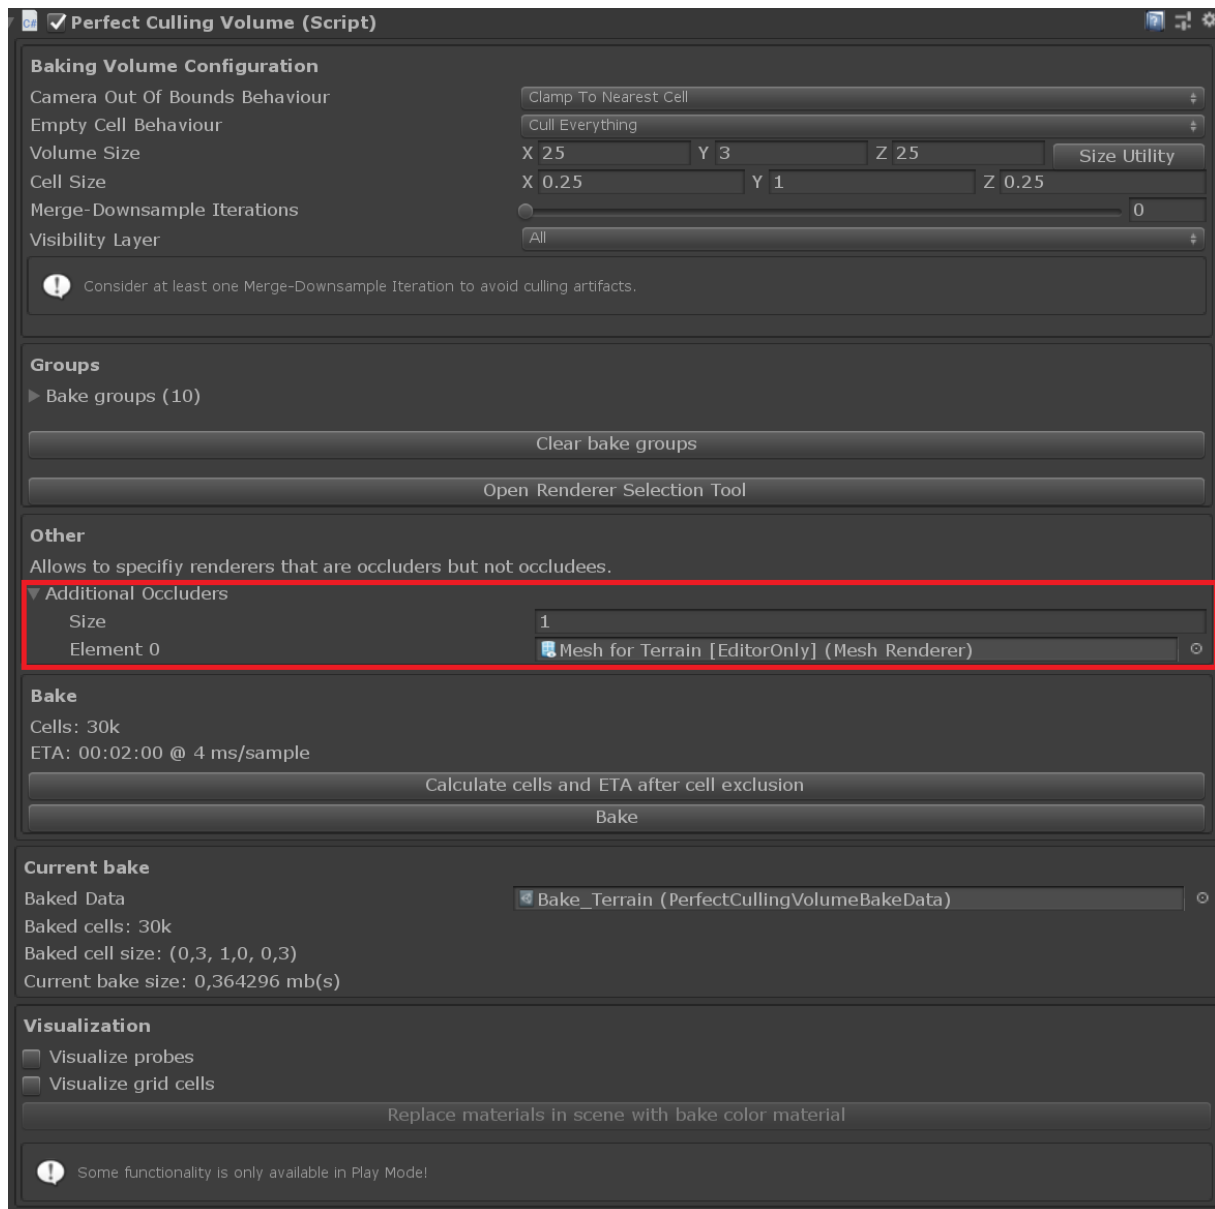 Perfect Culling Volume (Script)
Baking Volume Configuration
Camera Out Of Bounds Behaviour Clamp To Nearest Cell
Empty Cell Behaviour Cull Everything
Volume Size X 25 Y 3 Z 25 Size Utility
Cell Size X 0.25 Y 1 Z 0.25
Merge-Downsample Iterations 0
Visibility Layer All
Consider at least one Merge-Downsample Iteration to avoid culling artifacts.
Groups
Bake groups (10)
Clear bake groups
Open Renderer Selection Tool
Other
Allows to specifiy renderers that are occluders but not occludees.
Additional Occluders
Size 1
Element 0 Mesh for Terrain [EditorOnly] (Mesh Renderer)
Bake
Cells: 30k
ETA: 00:02:00 @ 4 ms/sample
Calculate cells and ETA after cell exclusion
Bake
Current bake
Baked Data Bake_Terrain (PerfectCullingVolumeBakeData)
Baked cells: 30k
Baked cell size: (0,3, 1,0, 0,3)
Current bake size: 0,364296 mb(s)
Visualization
Visualize probes
Visualize grid cells
Replace materials in scene with bake color material
Some functionality is only available in Play Mode!